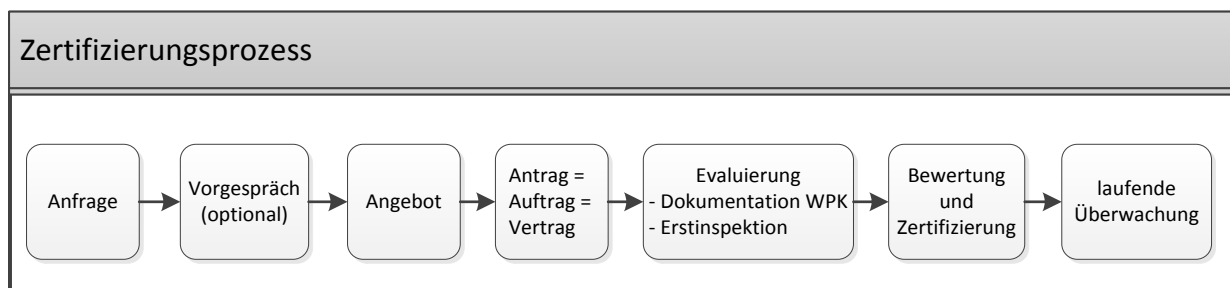 Zertifizierungsprozess
Anfrage
Vorgespräch
(optional)
Angebot
Antrag =
Auftrag =
Vertrag
Evaluierung
- Dokumentation WPK
- Erstinspektion
Bewertung
und
Zertifizierung
laufende
Überwachung